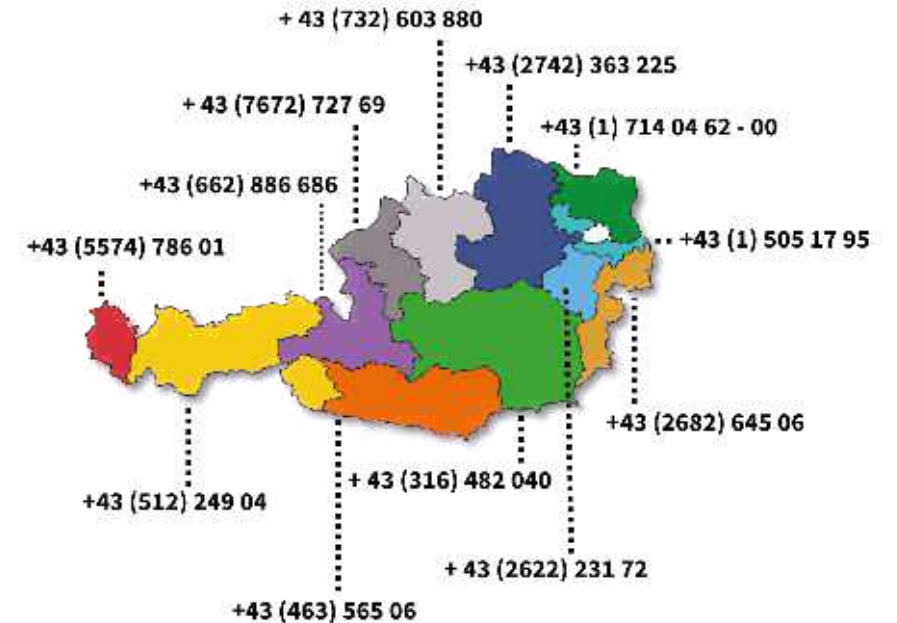 + 43 (732) 603 880
+43 (2742) 363 225
+ 43 (7672) 727 69
+43 (1) 714 04 62 - 00
+43 (662) 886 686
+43 (5574) 786 01
+43 (1) 505 17 95
+43 (2682) 645 06
+ 43 (316) 482 040
+43 (512) 249 04
+ 43 (2622) 231 72
+43 (463) 565 06